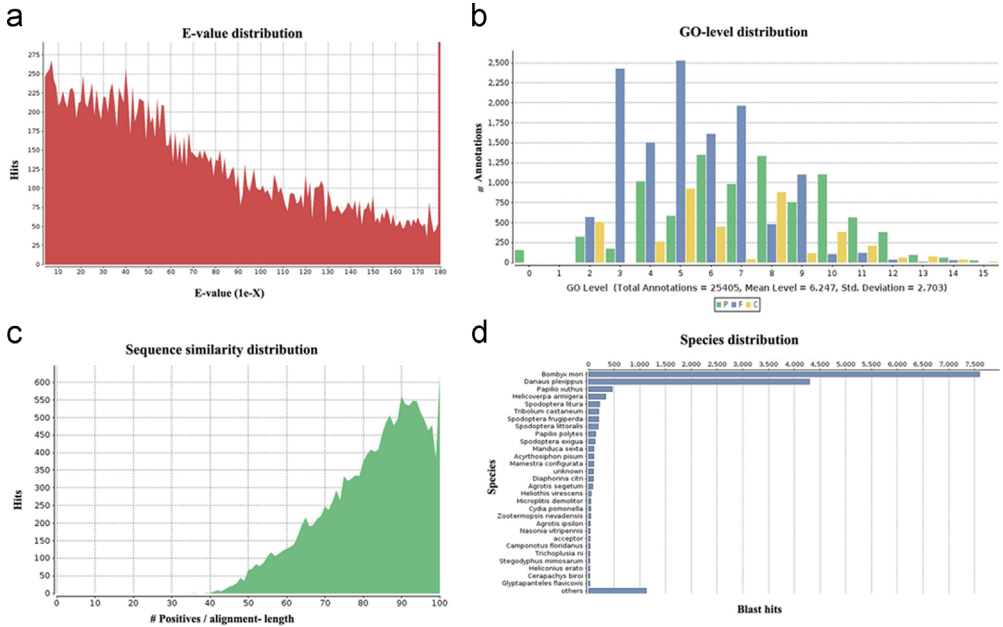 a
E-value distribution
Hits
275
250
225
200
175
150
125
100
75
50
25
0
10 20 30 40 50 60 70 80 90 100 110 120 130 140 150 160 170 180
E-value (1e-X)
b
GO-level distribution
# Annotations
2,500
2,250
2,000
1,750
1,500
1,250
1,000
750
500
250
0
0 1 2 3 4 5 6 7 8 9 10 11 12 13 14 15
GO Level (Total Annotations = 25405, Mean Level = 6.247, Std. Deviation = 2.703)
P F C
c
Sequence similarity distribution
Hits
600
550
500
450
400
350
300
250
200
150
100
50
0
0 10 20 30 40 50 60 70 80 90 100
# Positives / alignment- length
d
Species distribution
0 500 1,000 1,500 2,000 2,500 3,000 3,500 4,000 4,500 5,000 5,500 6,000 6,500 7,000 7,500
Species
Bombyx mori
Danaus plexippus
Papilio xuthus
Helicoverpa armigera
Spodoptera litura
Tribolium castaneum
Spodoptera frugiperda
Spodoptera littoralis
Papilio polytes
Spodoptera exigua
Manduca sexta
Acyrthosiphon pisum
Mamestra configurata
unknown
Diaphorina citri
Agrotis segetum
Heliothis virescens
Microplitis demolitor
Cydia pomonella
Zootermopsis nevadensis
Agrotis ipsilon
Nasonia vitripennis
acceptor
Camponotus floridanus
Trichoplusia ni
Stegodyphus mimosarum
Heliconius erato
Cerapachys biroi
Glyptapanteles flavicoxis
others
Blast hits